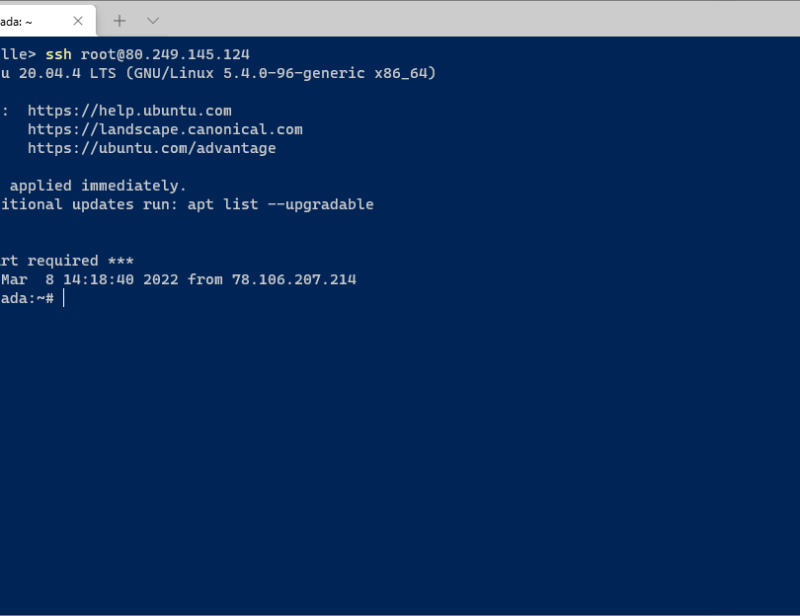 ada: ~
lle> ssh root@80.249.145.124
u 20.04.4 LTS (GNU/Linux 5.4.0-96-generic x86_64)
:  https://help.ubuntu.com
https://landscape.canonical.com
https://ubuntu.com/advantage
applied immediately.
itional updates run: apt list --upgradable
rt required ***
Mar  8 14:18:40 2022 from 78.106.207.214
ada:~#